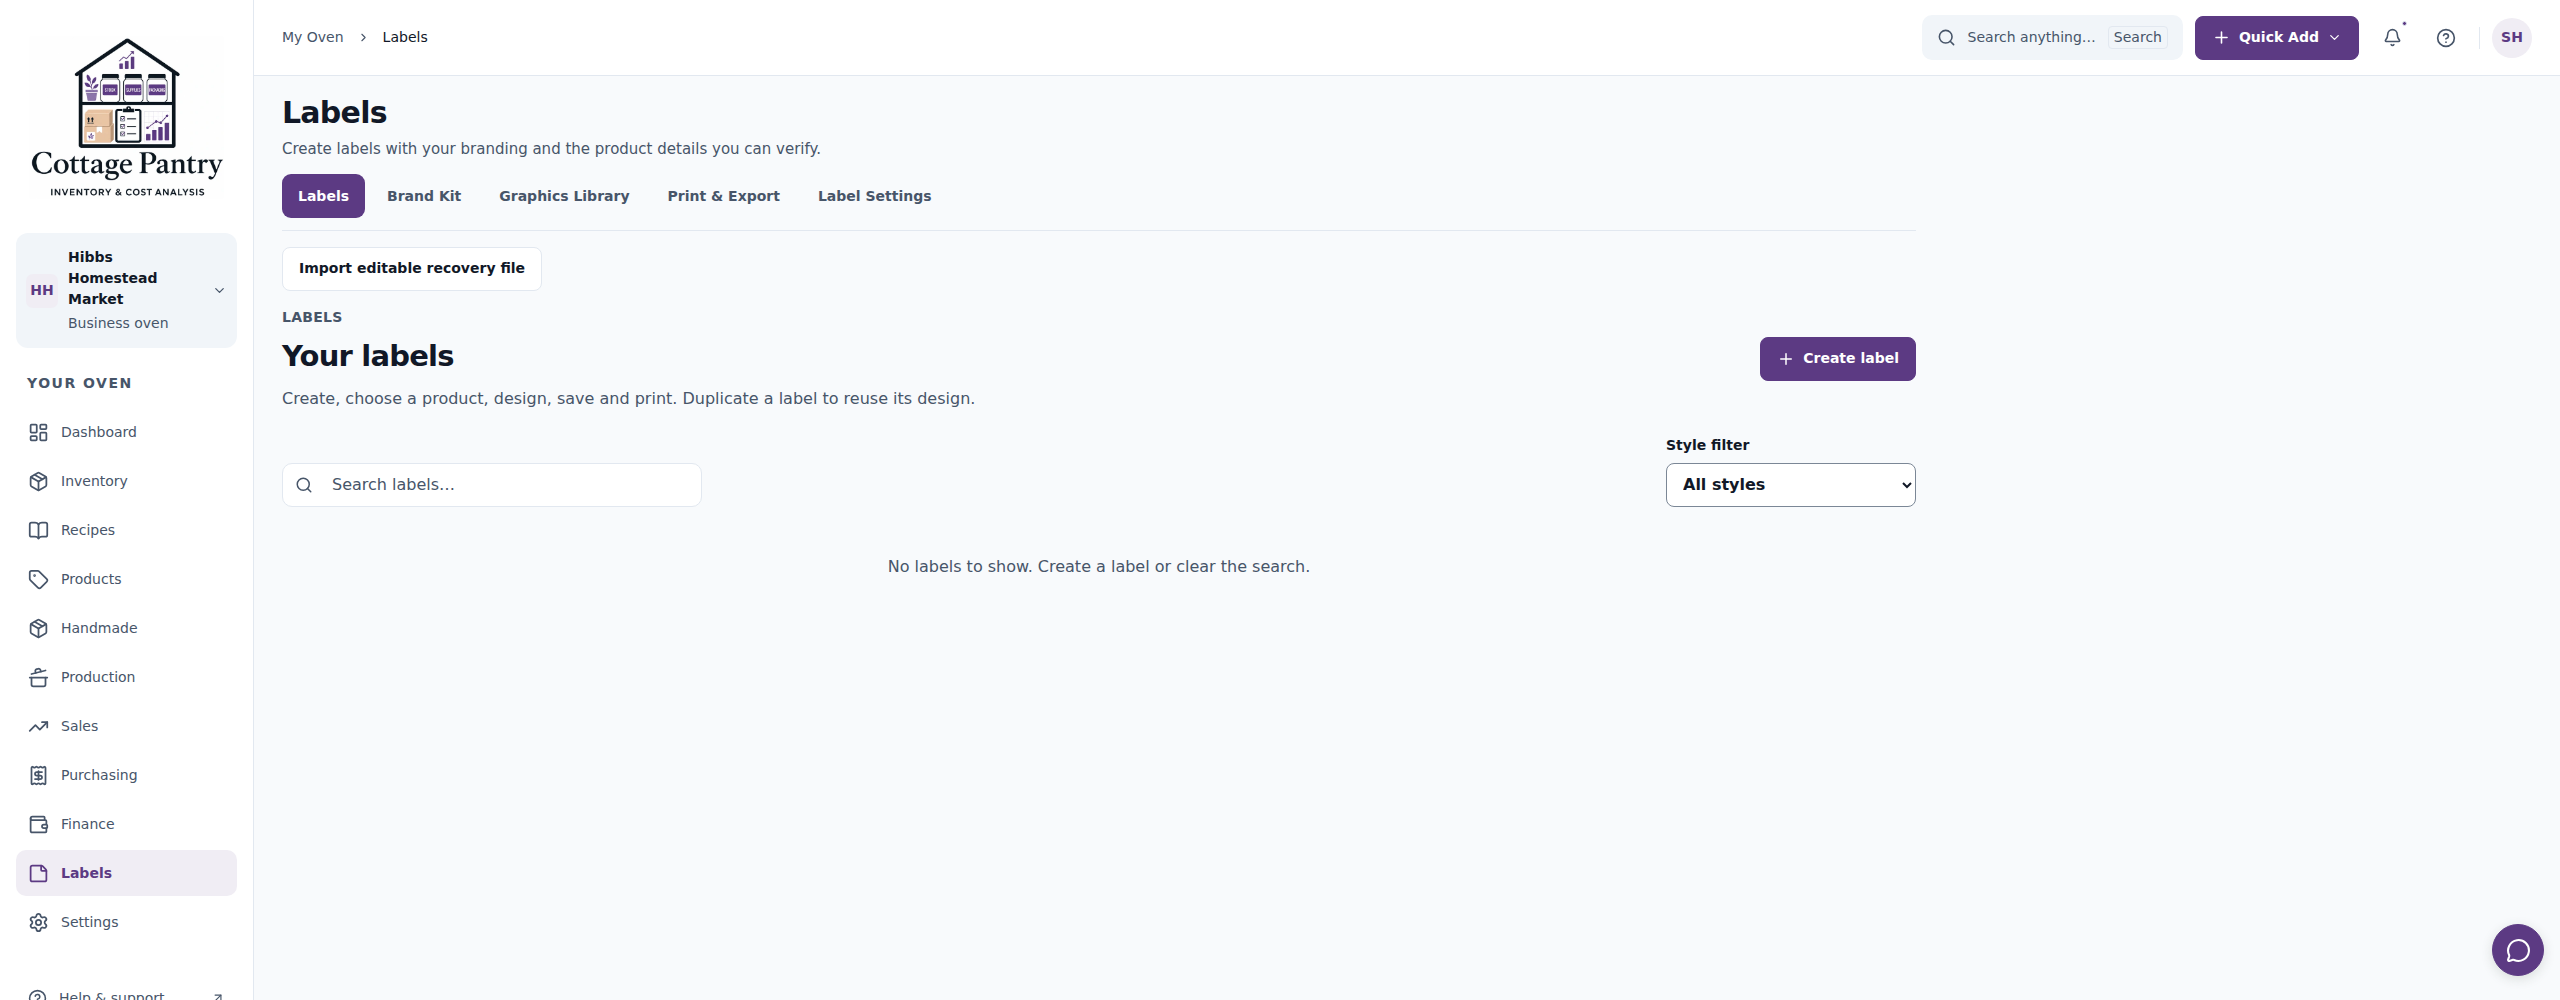 My Oven
Labels
Search anything...
Search
Quick Add
SH
Cottage Pantry
INVENTORY & COST ANALYSIS
HH
Hibbs
Homestead
Market
Business oven
YOUR OVEN
Dashboard
Inventory
Recipes
Products
Handmade
Production
Sales
Purchasing
Finance
Labels
Settings
Help & support
Labels
Create labels with your branding and the product details you can verify.
Labels
Brand Kit
Graphics Library
Print & Export
Label Settings
Import editable recovery file
LABELS
Your labels
Create label
Create, choose a product, design, save and print. Duplicate a label to reuse its design.
Style filter
Search labels...
All styles
No labels to show. Create a label or clear the search.